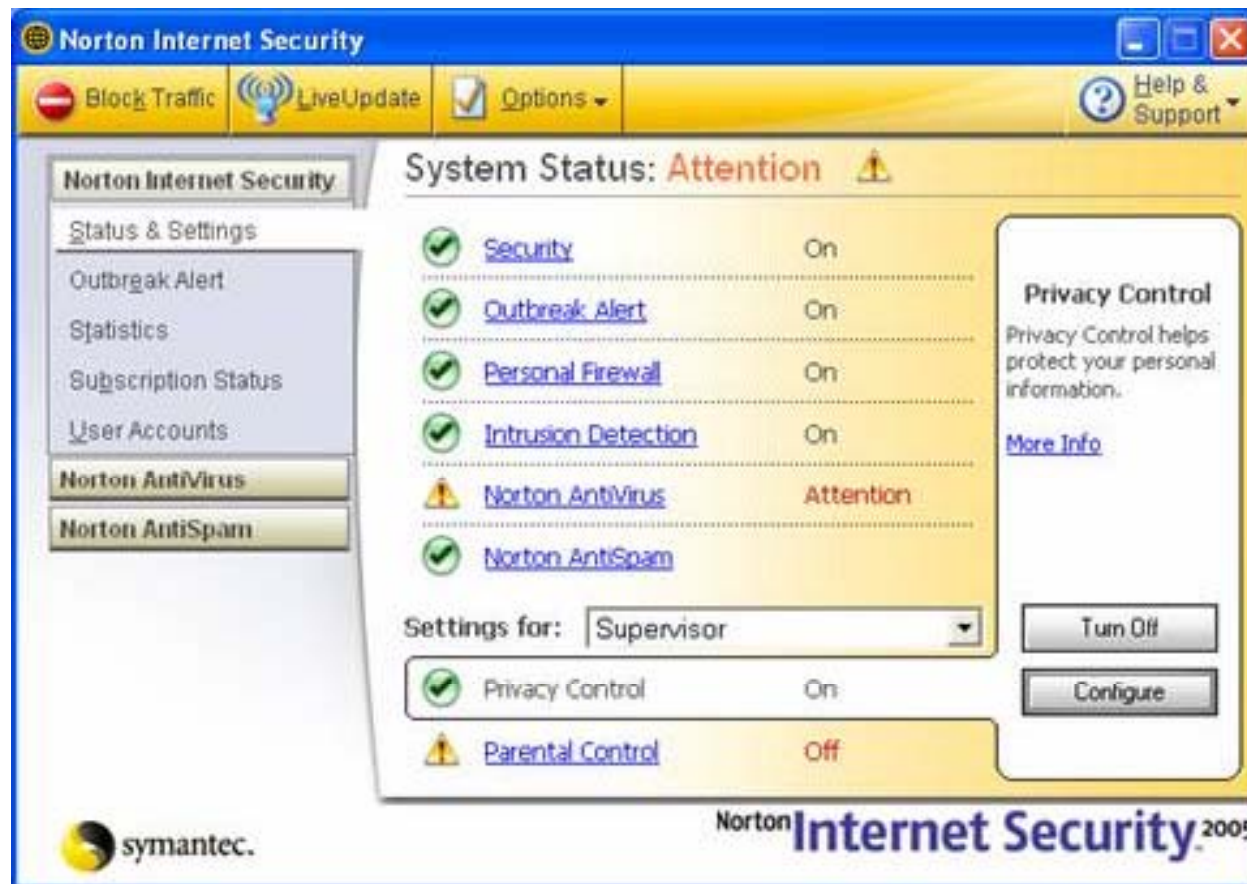 Norton Internet Security
Block Traffic
LiveUpdate
Options
Help & Support
Norton Internet Security
Status & Settings
Outbreak Alert
Statistics
Subscription Status
User Accounts
Norton AntiVirus
Norton AntiSpam
System Status: Attention
Security On
Outbreak Alert On
Personal Firewall On
Intrusion Detection On
Norton AntiVirus Attention
Norton AntiSpam
Settings for: Supervisor
Privacy Control On
Parental Control Off
Privacy Control
Privacy Control helps
protect your personal
information.
More Info
Turn Off
Configure
symantec.
Norton Internet Security 2005